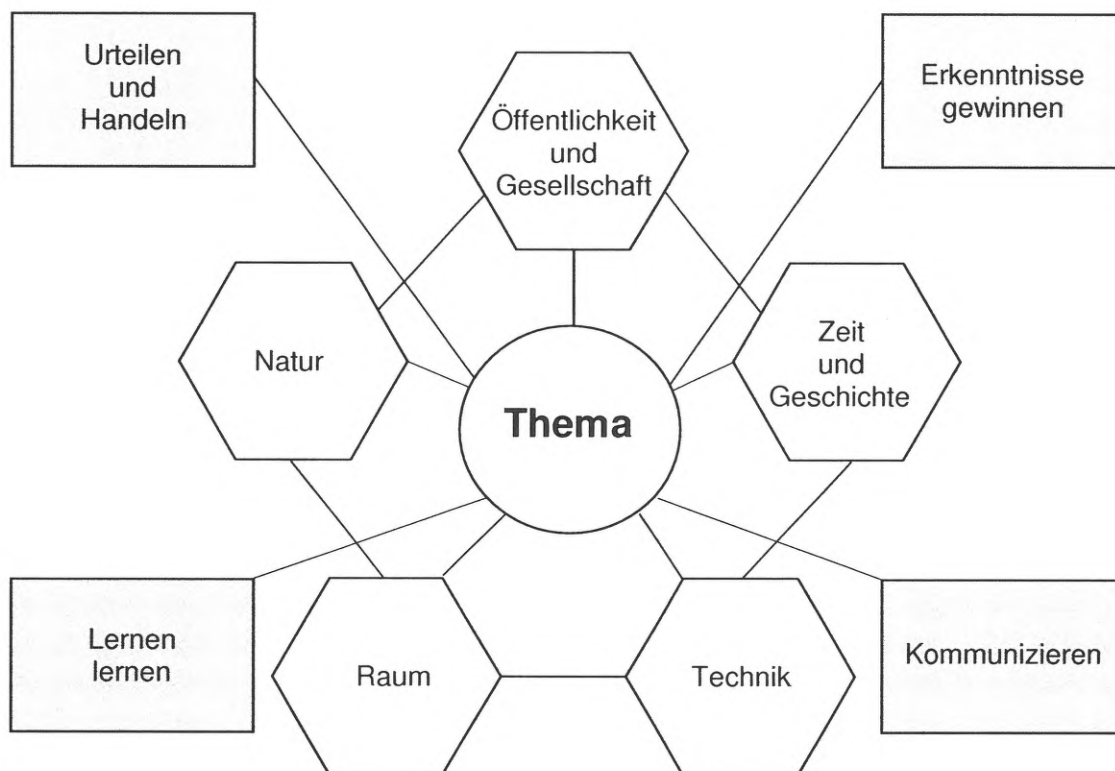 Urteilen
und
Handeln
Öffentlichkeit
und
Gesellschaft
Erkenntnisse
gewinnen
Natur
Thema
Zeit
und
Geschichte
Lernen
lernen
Raum
Technik
Kommunizieren